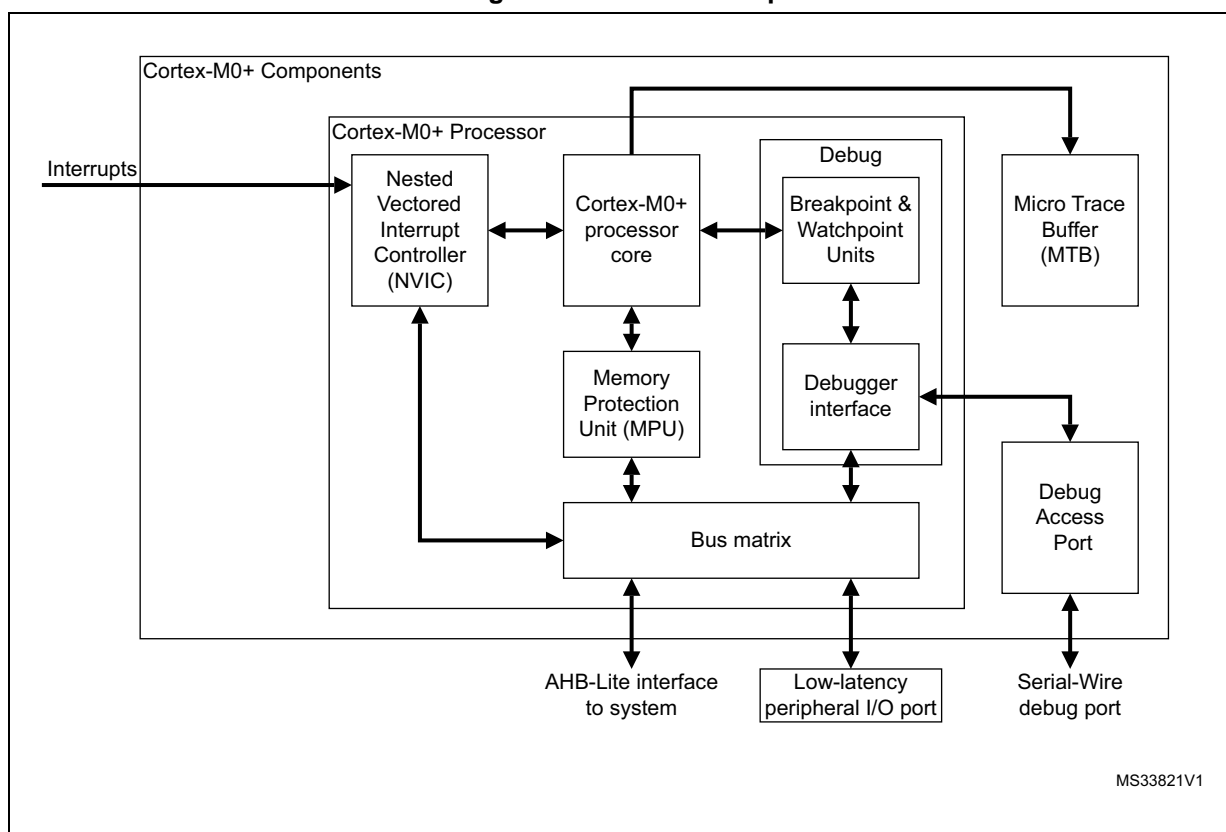 Cortex-M0+ Components
Cortex-M0+ Processor
Interrupts
Nested
Vectored
Interrupt
Controller
(NVIC)
Cortex-M0+
processor
core
Debug
Breakpoint &
Watchpoint
Units
Micro Trace
Buffer
(MTB)
Memory
Protection
Unit (MPU)
Debugger
interface
Debug
Access
Port
Bus matrix
AHB-Lite interface
to system
Low-latency
peripheral I/O port
Serial-Wire
debug port
MS33821V1